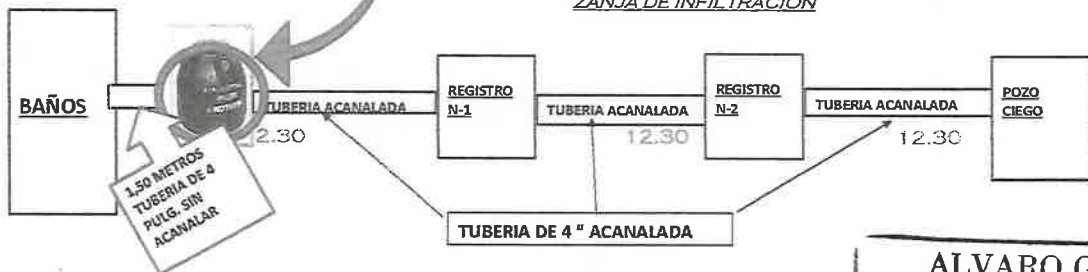 ZANJA DE INFILTRACION
BAÑOS
TUBERIA ACANALADA
2.30
REGISTRO
N-1
TUBERIA ACANALADA
12.30
REGISTRO
N-2
TUBERIA ACANALADA
12.30
POZO
CIEGO
1,50 METROS
TUBERIA DE 4
PULG. SIN
ACANALAR
TUBERIA DE 4 " ACANALADA
ALVARO